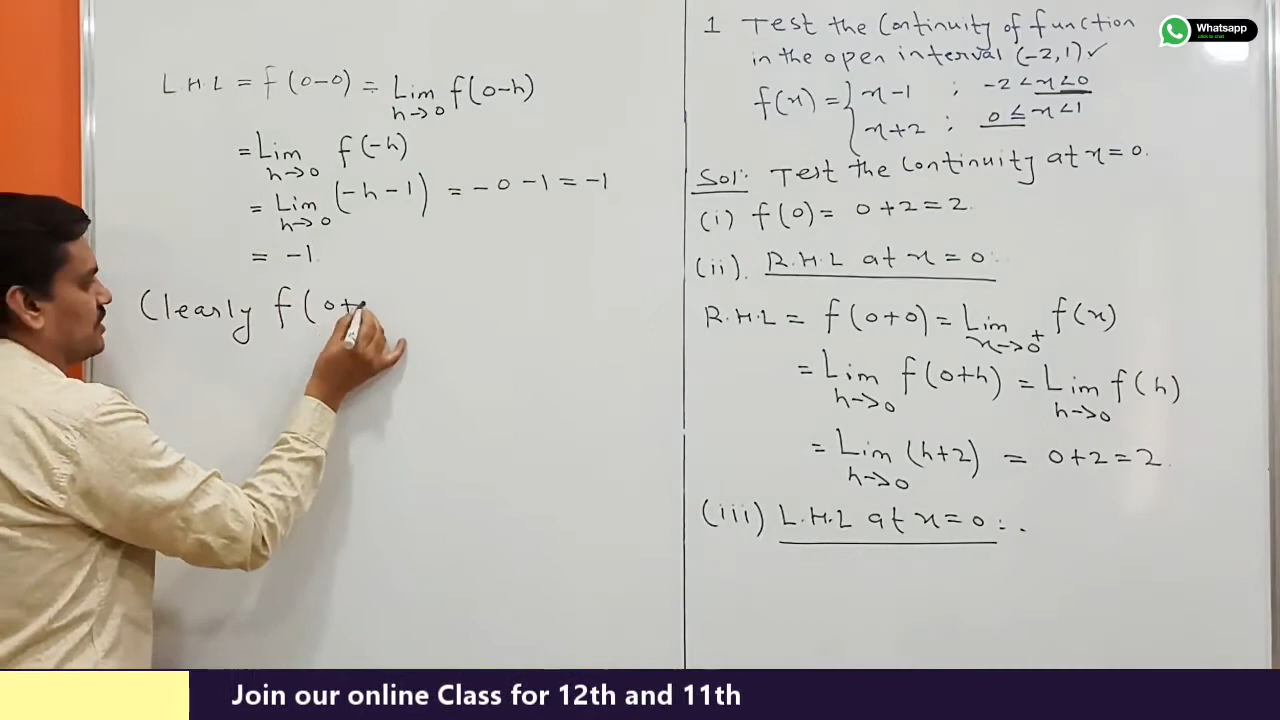 1 Test the Continuity of function
in the open interval (-2,1) ✓
f(x) = { x-1 ; -2 < x < 0
x+2 ; 0 ≤ x < 1
Sol: Test the Continuity at x=0.
(i) f(0) = 0+2 = 2.
(ii). R.H.L at x=0:
R.H.L = f(0+0) = Lim x->0+ f(x)
= Lim h->0 f(0+h) = Lim h->0 f(h)
= Lim h->0 (h+2) = 0+2=2.
(iii) L.H.L at x=0:.
L.H.L = f(0-0) = Lim h->0 f(0-h)
= Lim h->0 f(-h)
= Lim h->0 (-h-1) = -0-1 = -1
= -1.
Clearly f(0+
Whatsapp
click to chat
Join our online Class for 12th and 11th